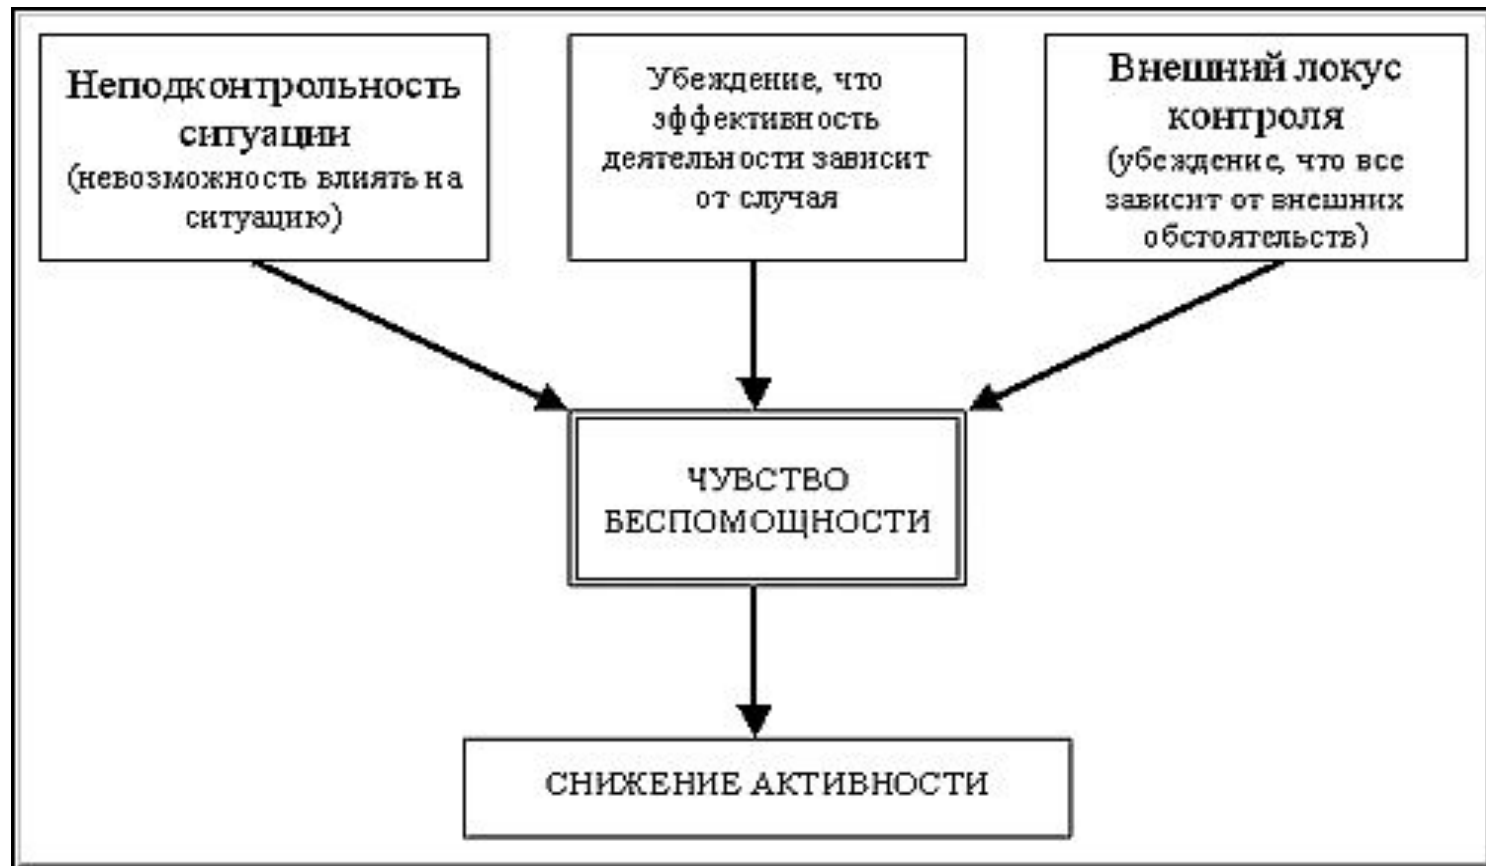 Неподконтрольность
ситуации
(невозможность влиять на
ситуацию)
Убеждение, что
эффективность
деятельности зависит
от случая
Внешний локус
контроля
(убеждение, что все
зависит от внешних
обстоятельств)
ЧУВСТВО
БЕСПОМОЩНОСТИ
СНИЖЕНИЕ АКТИВНОСТИ